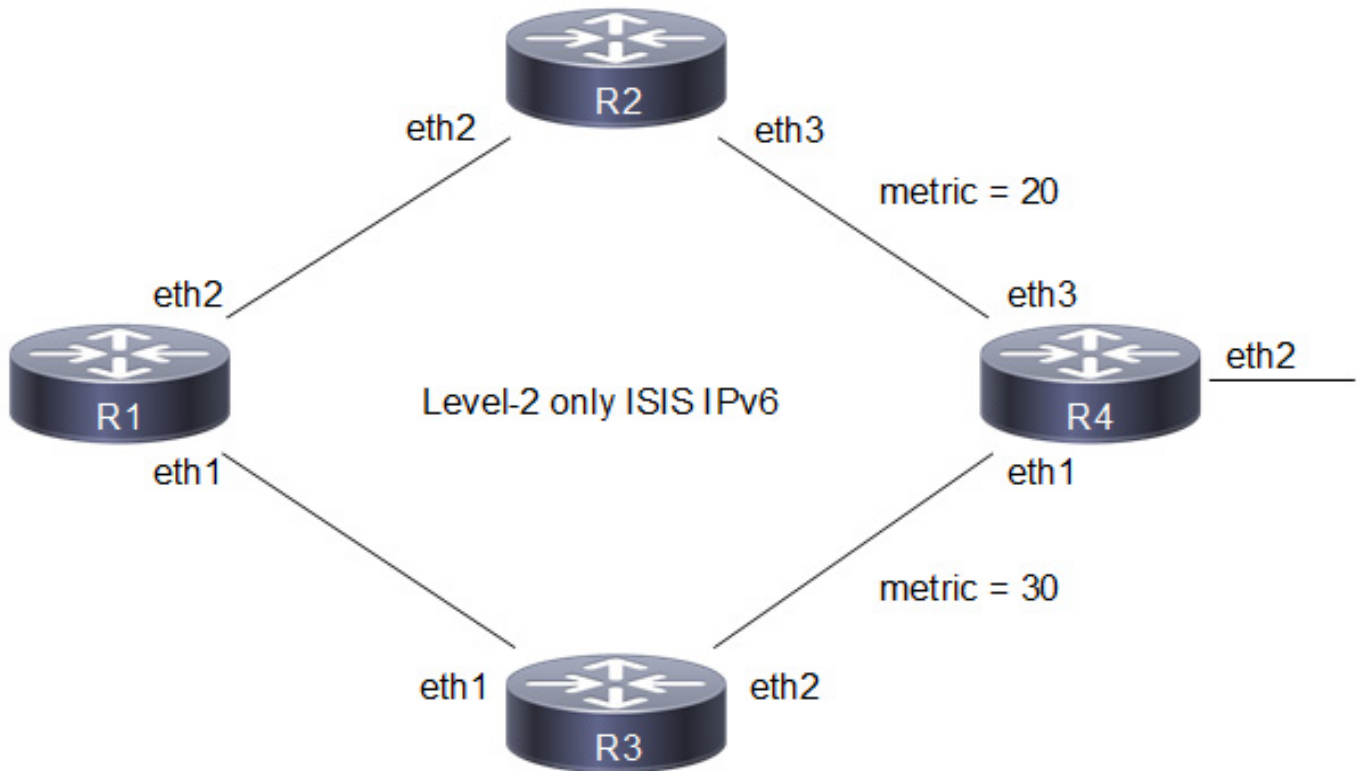 R2
eth2
eth3
metric = 20
eth2
eth3
R1
Level-2 only ISIS IPv6
R4
eth2
eth1
eth1
metric = 30
eth1
eth2
R3